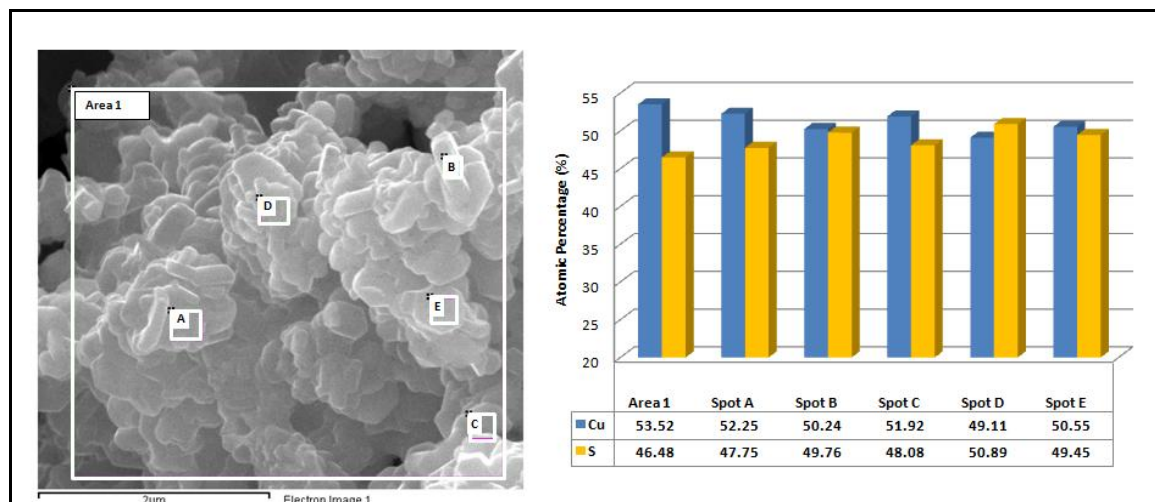 Area 1
B
D
E
A
C
2µm
Electron Image 1
Atomic Percentage (%)
55
50
45
40
35
30
25
20
Area 1 Spot A Spot B Spot C Spot D Spot E
Cu 53.52 52.25 50.24 51.92 49.11 50.55
S 46.48 47.75 49.76 48.08 50.89 49.45